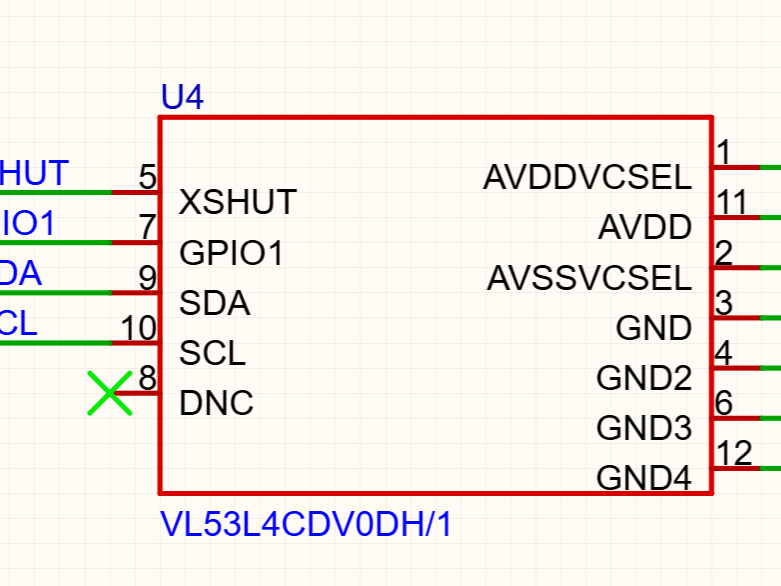 U4
HUT
5
XSHUT
IO1
7
GPIO1
DA
9
SDA
CL
10
SCL
8
DNC
1
AVDDVCSEL
11
AVDD
2
AVSSVCSEL
3
GND
4
GND2
6
GND3
12
GND4
VL53L4CDV0DH/1